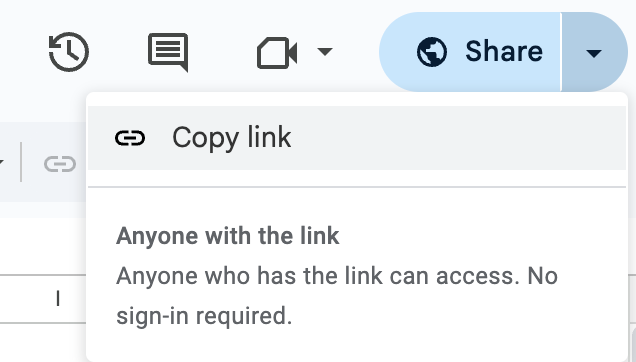 Share
Copy link
Anyone with the link
Anyone who has the link can access. No
sign-in required.
I